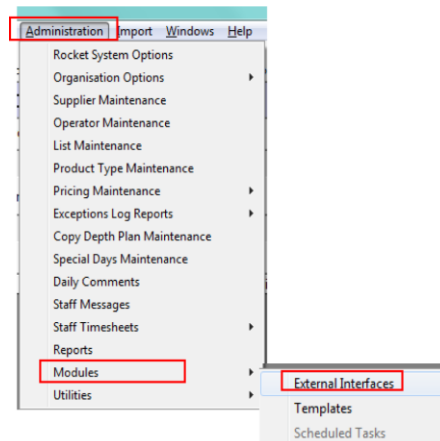 Administration Import Windows Help
Rocket System Options
Organisation Options
Supplier Maintenance
Operator Maintenance
List Maintenance
Product Type Maintenance
Pricing Maintenance
Exceptions Log Reports
Copy Depth Plan Maintenance
Special Days Maintenance
Daily Comments
Staff Messages
Staff Timesheets
Reports
Modules
Utilities
External Interfaces
Templates
Scheduled Tasks